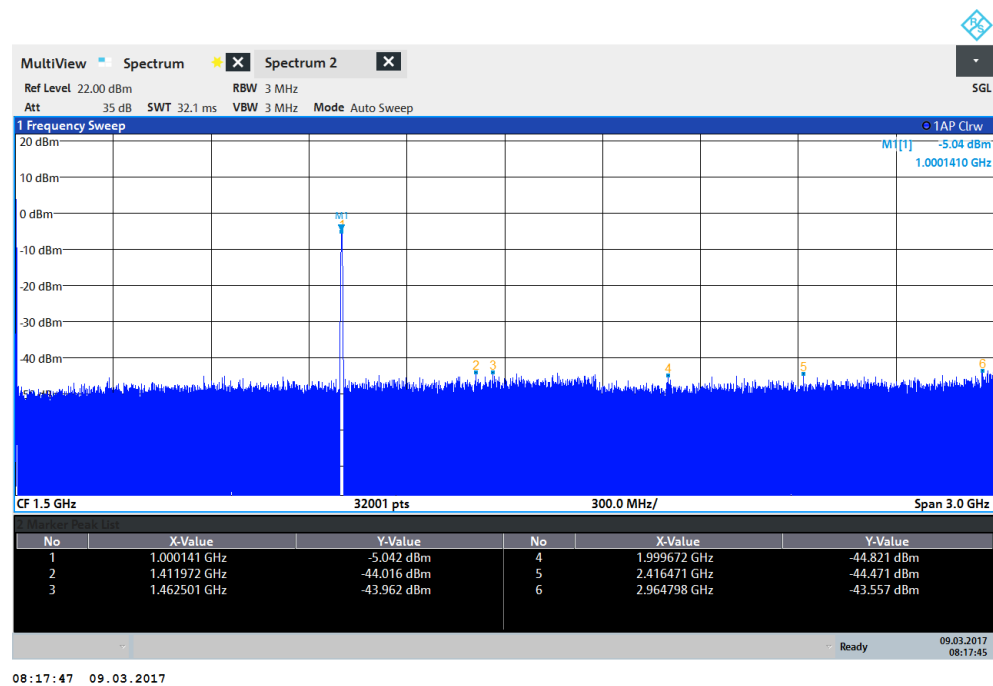 R&S
MultiView Spectrum Spectrum 2
Ref Level 22.00 dBm RBW 3 MHz SGL
Att 35 dB SWT 32.1 ms VBW 3 MHz Mode Auto Sweep
1 Frequency Sweep 1AP Clrw
20 dBm M1[1] -5.04 dBm
1.0001410 GHz
10 dBm
0 dBm M1
1
-10 dBm
-20 dBm
-30 dBm
-40 dBm 2 3 4 5 6
CF 1.5 GHz 32001 pts 300.0 MHz/ Span 3.0 GHz
2 Marker Peak List
No X-Value Y-Value No X-Value Y-Value
1 1.000141 GHz -5.042 dBm 4 1.999672 GHz -44.821 dBm
2 1.411972 GHz -44.016 dBm 5 2.416471 GHz -44.471 dBm
3 1.462501 GHz -43.962 dBm 6 2.964798 GHz -43.557 dBm
Ready 09.03.2017
08:17:45
08:17:47 09.03.2017